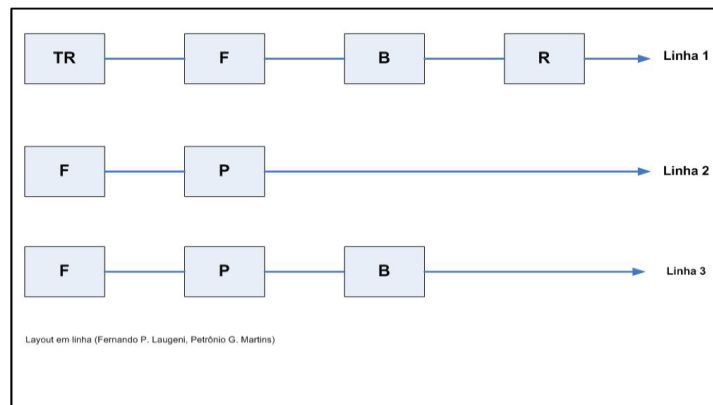 TR F B R Linha 1
F P Linha 2
F P B Linha 3
Layout em linha (Fernando P. Laugeni, Petrônio G. Martins)